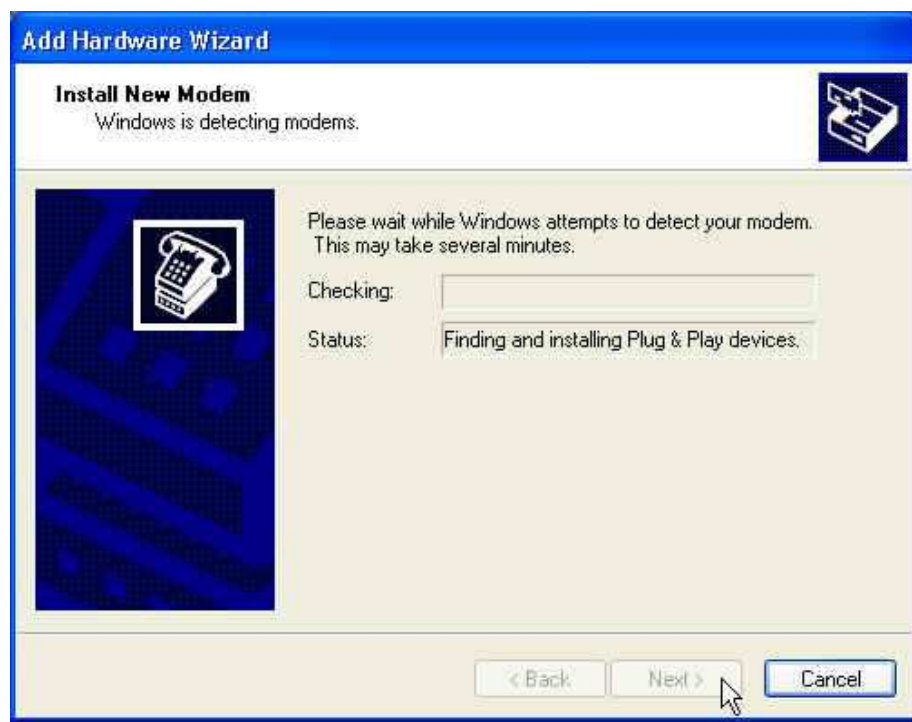 Add Hardware Wizard
Install New Modem
Windows is detecting modems.
Please wait while Windows attempts to detect your modem.
This may take several minutes.
Checking:
Status: Finding and installing Plug & Play devices.
< Back Next > Cancel